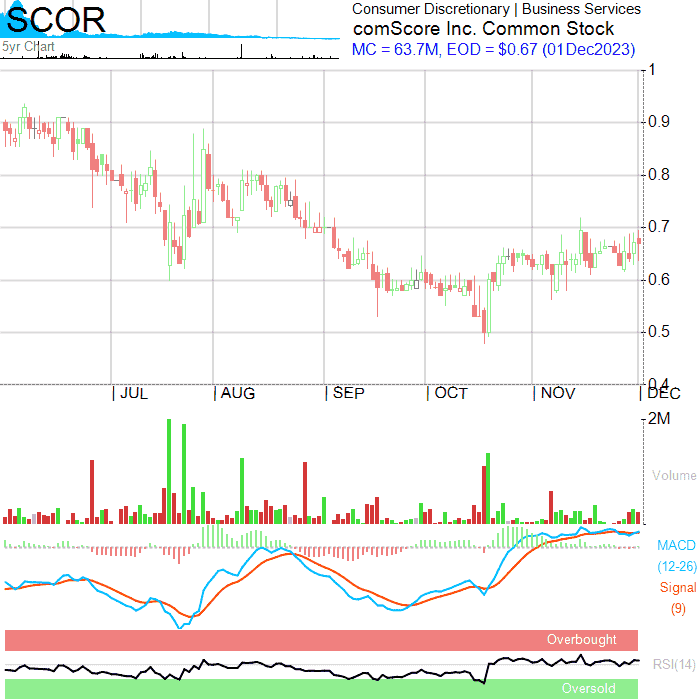 SCOR
5yr Chart
Consumer Discretionary | Business Services
comScore Inc. Common Stock
MC = 63.7M, EOD = $0.67 (01Dec2023)
1
0.9
0.8
0.7
0.6
0.5
0.4
| JUL | AUG | SEP | OCT | NOV | DEC
2M
Volume
MACD
(12-26)
Signal
(9)
Overbought
RSI(14)
Oversold